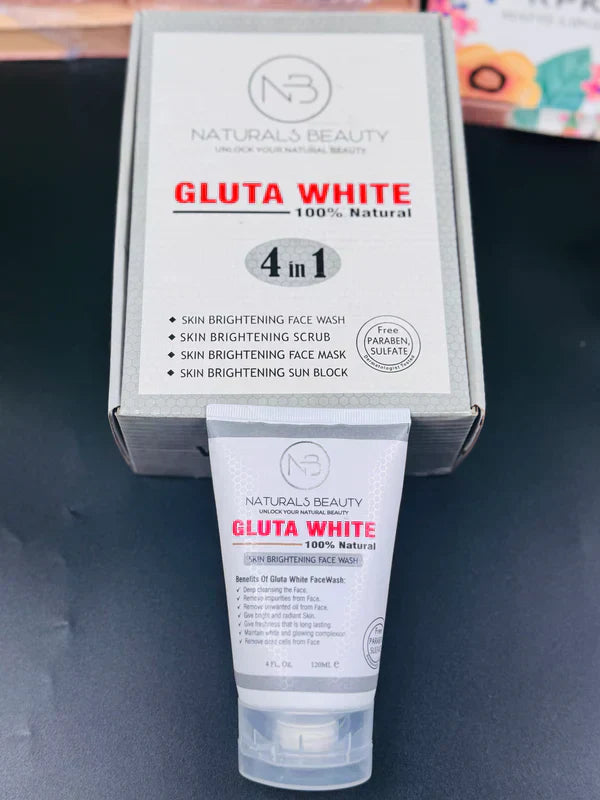 NB
NATURALS BEAUTY
UNLOCK YOUR NATURAL BEAUTY
GLUTA WHITE
100% Natural
4 in 1
SKIN BRIGHTENING FACE WASH
SKIN BRIGHTENING SCRUB
SKIN BRIGHTENING FACE MASK
SKIN BRIGHTENING SUN BLOCK
Free
PARABEN,
SULFATE
Dermatologist Tested
NB
NATURALS BEAUTY
UNLOCK YOUR NATURAL BEAUTY
GLUTA WHITE
100% Natural
SKIN BRIGHTENING FACE WASH
Benefits Of Gluta White FaceWash:
Deep cleansing the Face.
Remove impurities from Face.
Remove unwanted oil from Face.
Give bright and radiant Skin.
Give freshness that is long lasting.
Maintain white and glowing complexion.
Remove dead cells from Face
Free
4 FL. Oz. 120ML ℮